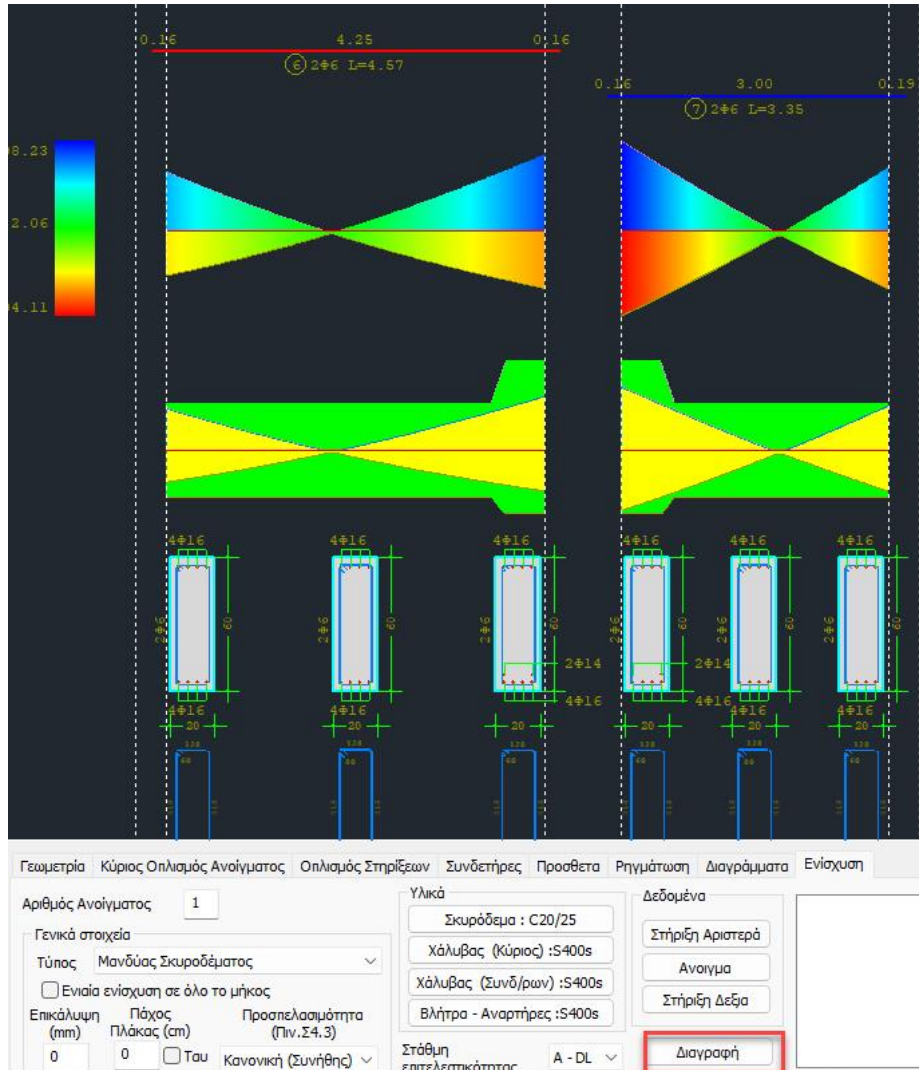 0.16 4.25 0.16
⑥ 2Φ6 L=4.57
0.16 3.00 0.19
⑦ 2Φ6 L=3.35
8.23
2.06
4.11
4Φ16 4Φ16 4Φ16 4Φ16 4Φ16 4Φ16
2Φ6 60 2Φ6 60 2Φ6 60 60 2Φ6 60 2Φ6 60
2Φ14 2Φ14
4Φ16 4Φ16
4Φ16 4Φ16 4Φ16 4Φ16
20 20 20 20 20 20
Γεωμετρία Κύριος Οπλισμός Ανοίγματος Οπλισμός Στηρίξεων Συνδετήρες Προσθετα Ρηγμάτωση Διαγράμματα Ενίσχυση
Αριθμός Ανοίγματος 1
Γενικά στοιχεία
Τύπος Μανδύας Σκυροδέματος
Ενιαία ενίσχυση σε όλο το μήκος
Επικάλυψη (mm)
Πάχος Πλάκας (cm)
Προσπελασιμότητα (Πιν.Σ4.3)
0 0 Ταυ Κανονική (Συνήθης)
Υλικά
Σκυρόδεμα : C20/25
Χάλυβας (Κύριος) :S400s
Χάλυβας (Συνδ/ρων) :S400s
Βλήτρα - Αναρτήρες :S400s
Στάθμη
επιτελεστικότητας A - DL
Δεδομένα
Στήριξη Αριστερά
Ανοιγμα
Στήριξη Δεξια
Διαγραφή